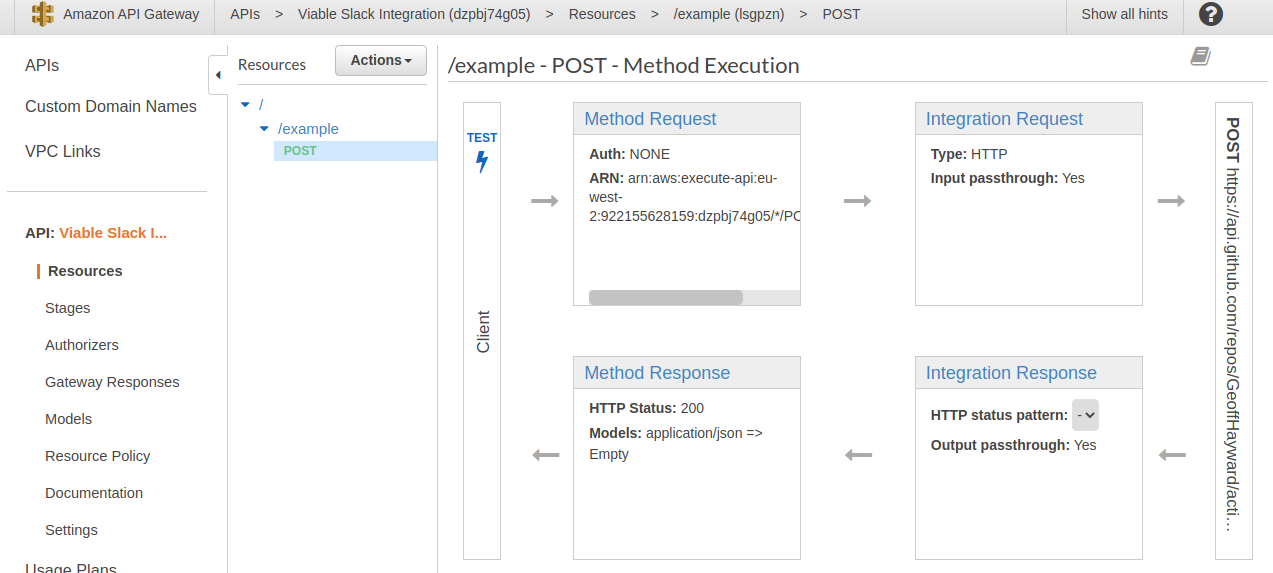 Amazon API Gateway
APIs > Viable Slack Integration (dzpbj74g05) > Resources > /example (lsgpzn) > POST
Show all hints
?
APIs
Custom Domain Names
VPC Links
API: Viable Slack I...
Resources
Stages
Authorizers
Gateway Responses
Models
Resource Policy
Documentation
Settings
Usage Plans
Resources
Actions
/
/example
POST
/example - POST - Method Execution
TEST
Client
Method Request
Auth: NONE
ARN: arn:aws:execute-api:eu-
west-
2:922155628159:dzpbj74g05/*/PO
Integration Request
Type: HTTP
Input passthrough: Yes
Method Response
HTTP Status: 200
Models: application/json =>
Empty
Integration Response
HTTP status pattern: -
Output passthrough: Yes
POST https://api.github.com/repos/GeoffHayward/acti...